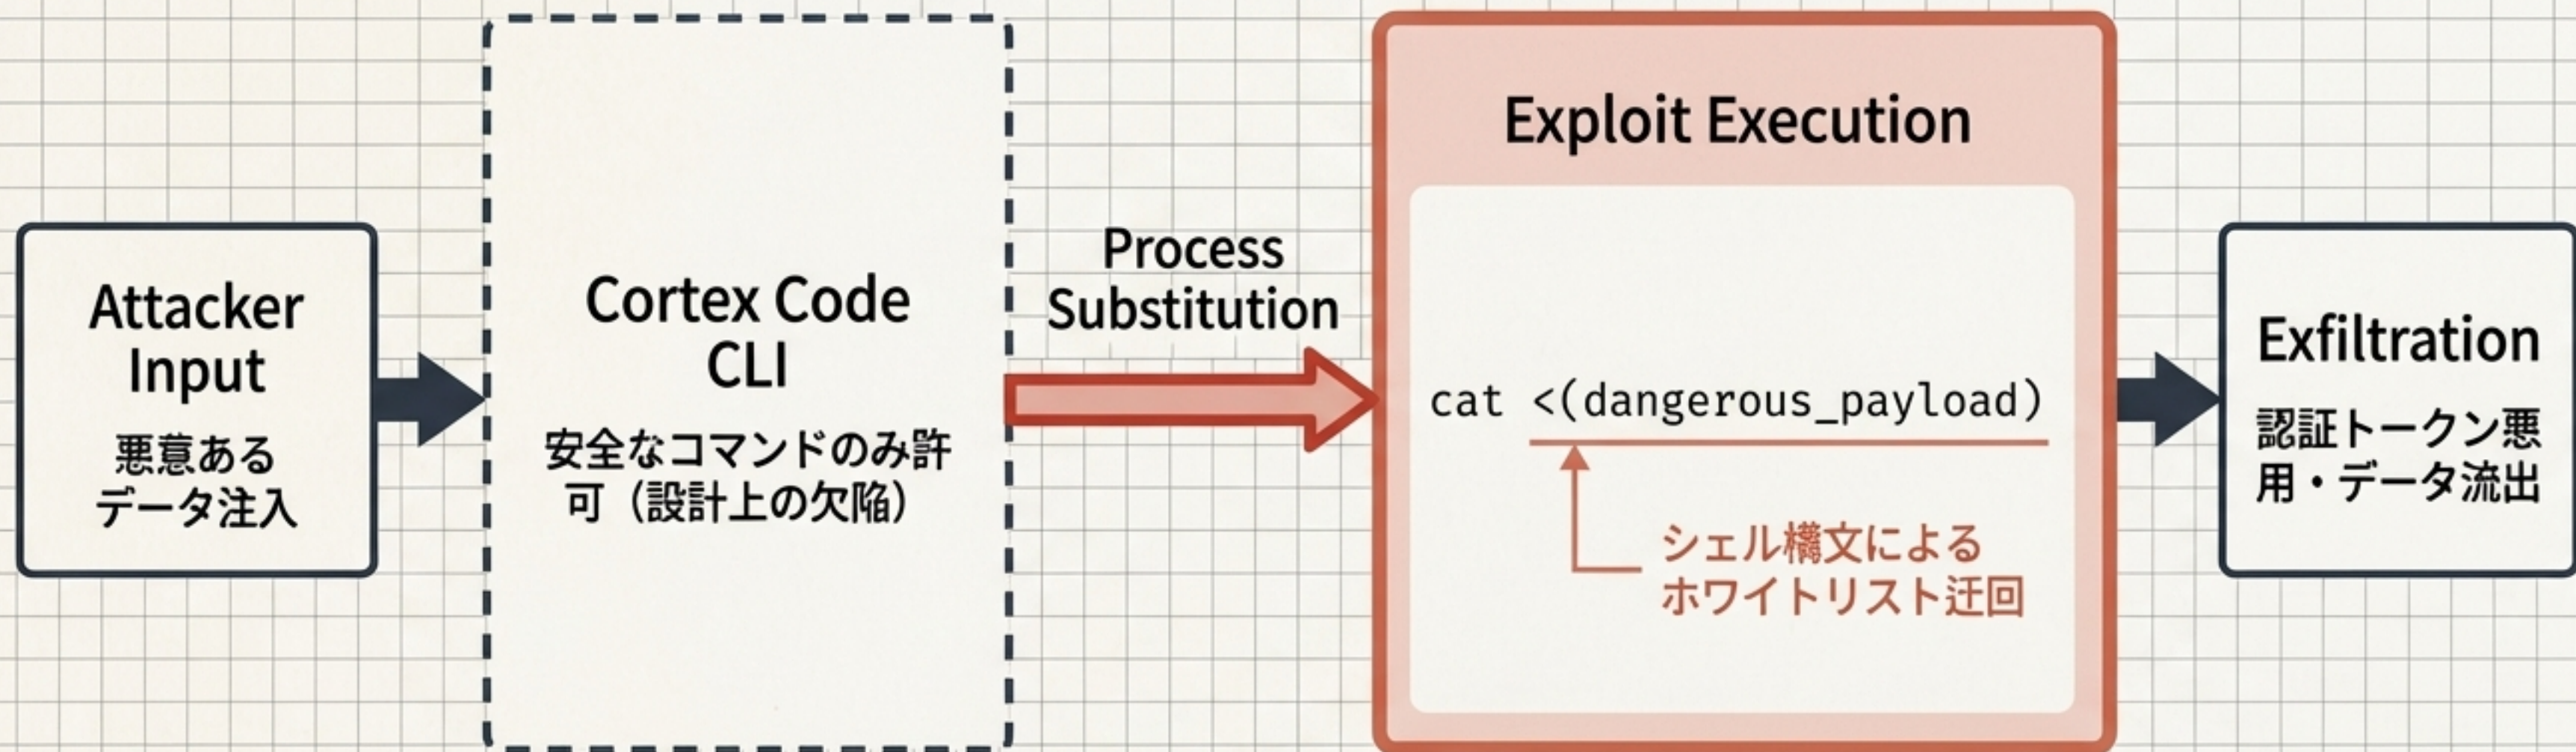 Attacker
Input
悪意ある
データ注入
Cortex Code
CLI
安全なコマンドのみ許
可（設計上の欠陥）
Process
Substitution
Exploit Execution
cat <(dangerous_payload)
シェル文による
ホワイトリスト迂回
Exfiltration
認証トークン悪
用・データ流出